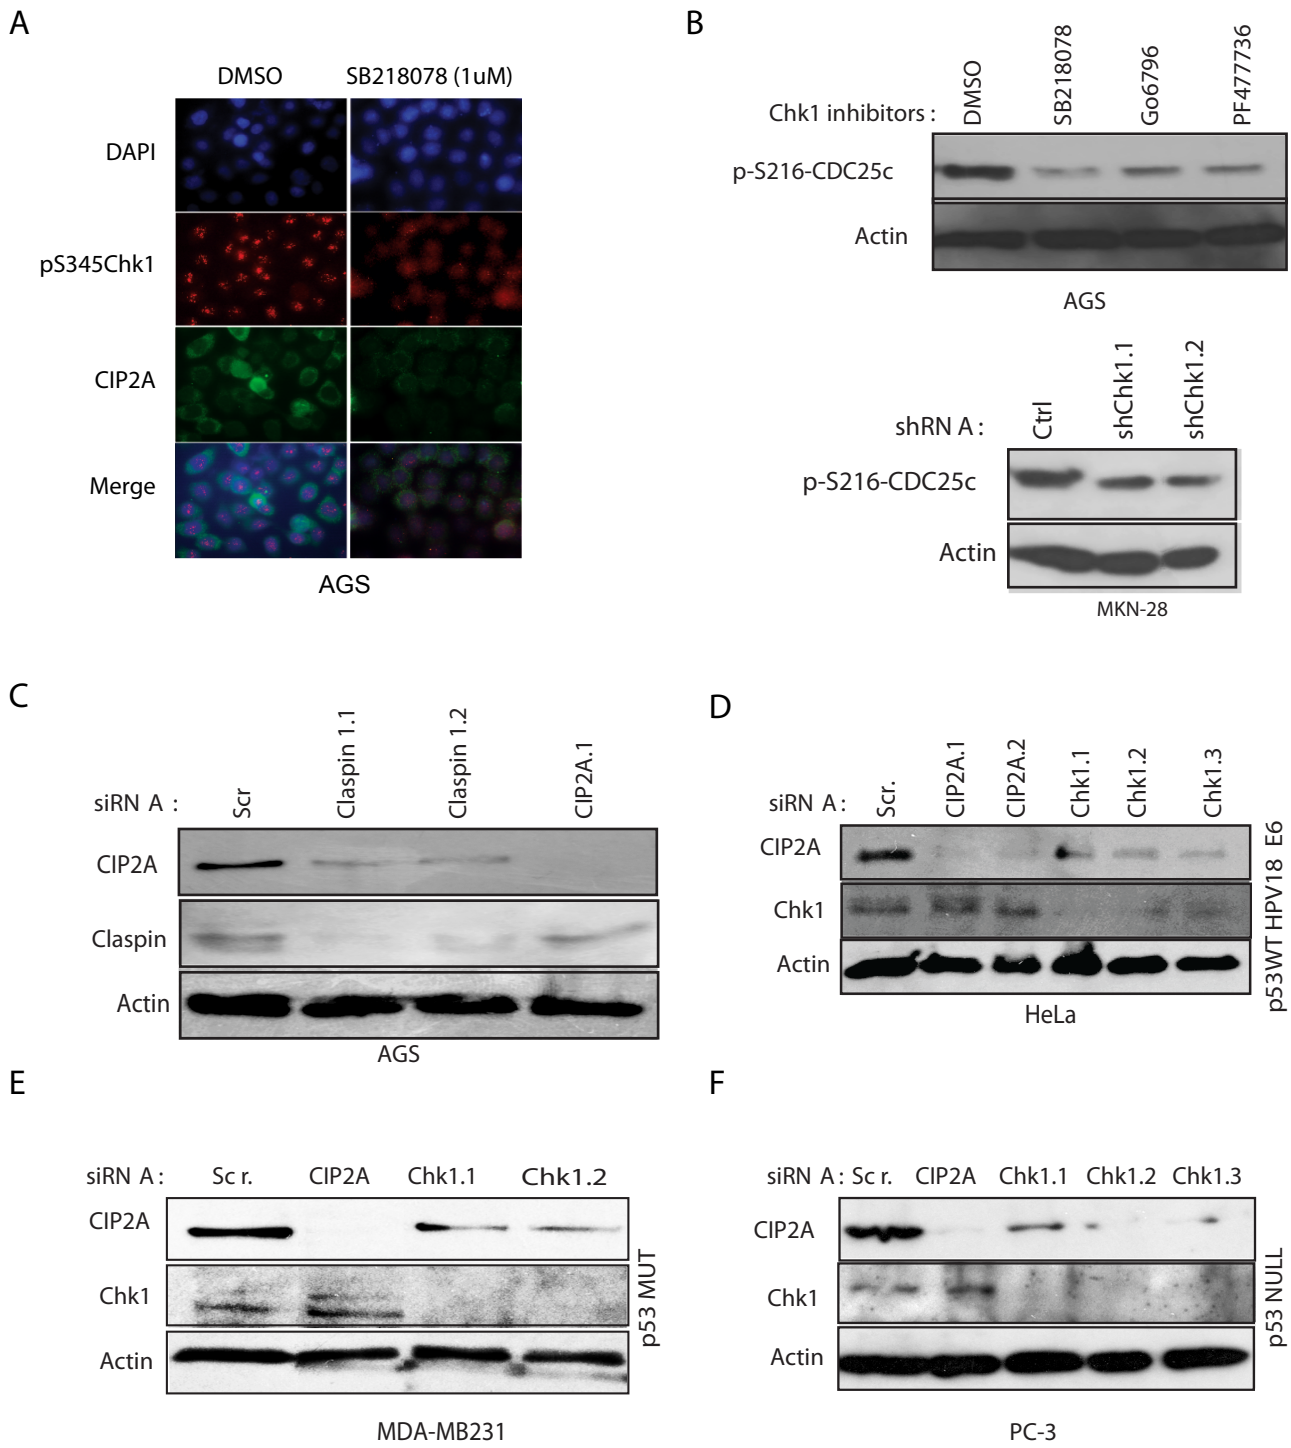 A
DMSO SB218078 (1uM)
DAPI
pS345Chk1
CIP2A
Merge
AGS
B
Chk1 inhibitors : DMSO SB218078 Go6796 PF477736
p-S216-CDC25c
Actin
AGS
shRN A : Ctrl shChk1.1 shChk1.2
p-S216-CDC25c
Actin
MKN-28
C
siRN A : Scr Claspin 1.1 Claspin 1.2 CIP2A.1
CIP2A
Claspin
Actin
AGS
D
siRN A : Scr. CIP2A.1 CIP2A.2 Chk1.1 Chk1.2 Chk1.3
CIP2A
Chk1
Actin
HeLa
p53WT HPV18 E6
E
siRN A : Sc r. CIP2A Chk1.1 Chk1.2
CIP2A
Chk1
Actin
p53 MUT
MDA-MB231
F
siRN A : Sc r. CIP2A Chk1.1 Chk1.2 Chk1.3
CIP2A
Chk1
Actin
p53 NULL
PC-3